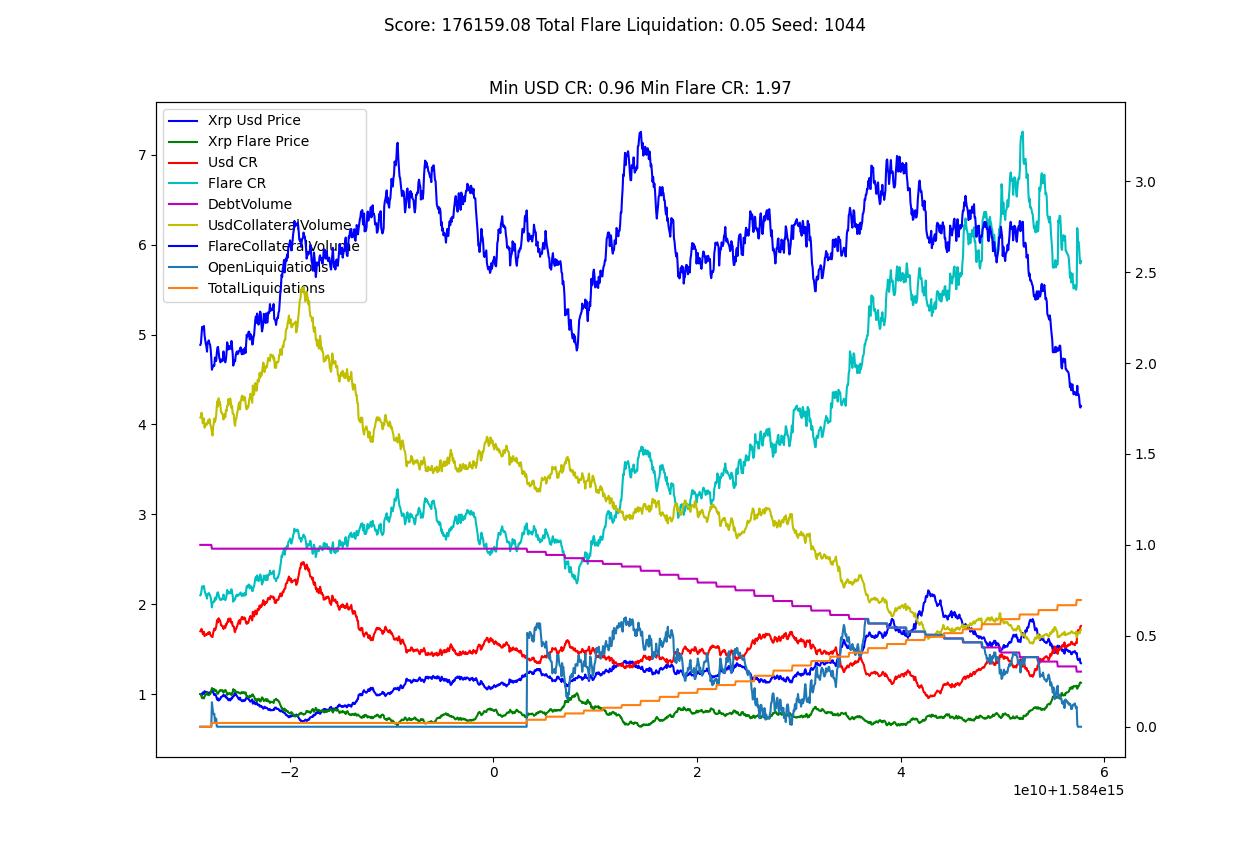 Score: 176159.08 Total Flare Liquidation: 0.05 Seed: 1044
Min USD CR: 0.96 Min Flare CR: 1.97
Xrp Usd Price
Xrp Flare Price
Usd CR
Flare CR
DebtVolume
UsdCollateralVolume
FlareCollateralVolume
OpenLiquidations
TotalLiquidations
7
6
5
4
3
2
1
3.0
2.5
2.0
1.5
1.0
0.5
0.0
−2
0
2
4
6
1e10+1.584e15